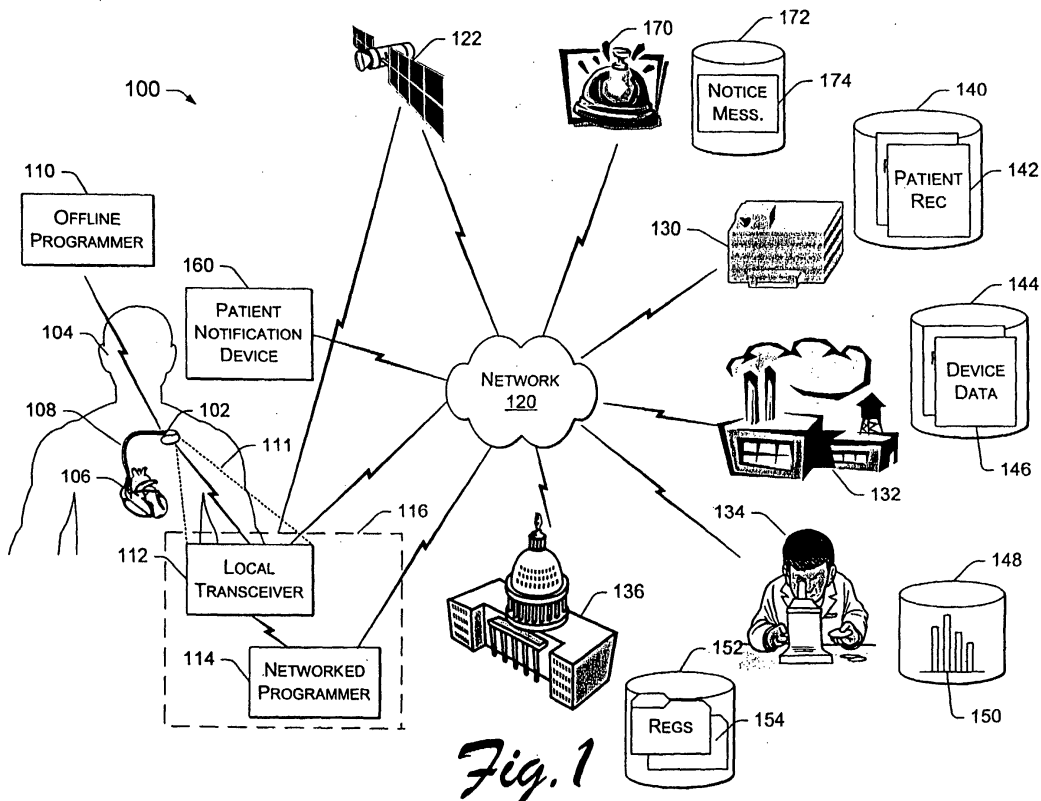 122
170
172
100
NOTICE
MESS.
174
140
110
OFFLINE
PROGRAMMER
PATIENT
REC
142
130
160
PATIENT
NOTIFICATION
DEVICE
144
104
NETWORK
120
DEVICE
DATA
108
102
111
146
106
132
116
134
112
LOCAL
TRANSCEIVER
136
148
114
NETWORKED
PROGRAMMER
152
REGS
154
150
Fig. 1